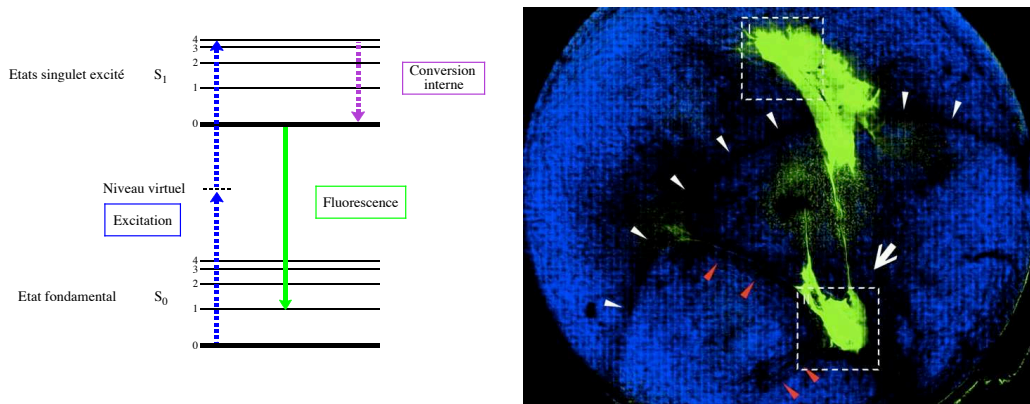 4
3
2
Etats singulet excité S1
1
Conversion
interne
0
Niveau virtuel
Excitation
Fluorescence
4
3
2
Etat fondamental S0
1
0